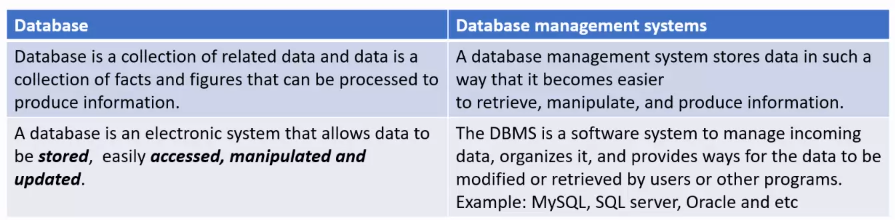 Database
Database management systems
Database is a collection of related data and data is a
collection of facts and figures that can be processed to
produce information.
A database management system stores data in such a
way that it becomes easier
to retrieve, manipulate, and produce information.
A database is an electronic system that allows data to
be stored, easily accessed, manipulated and
updated.
The DBMS is a software system to manage incoming
data, organizes it, and provides ways for the data to be
modified or retrieved by users or other programs.
Example: MySQL, SQL server, Oracle and etc